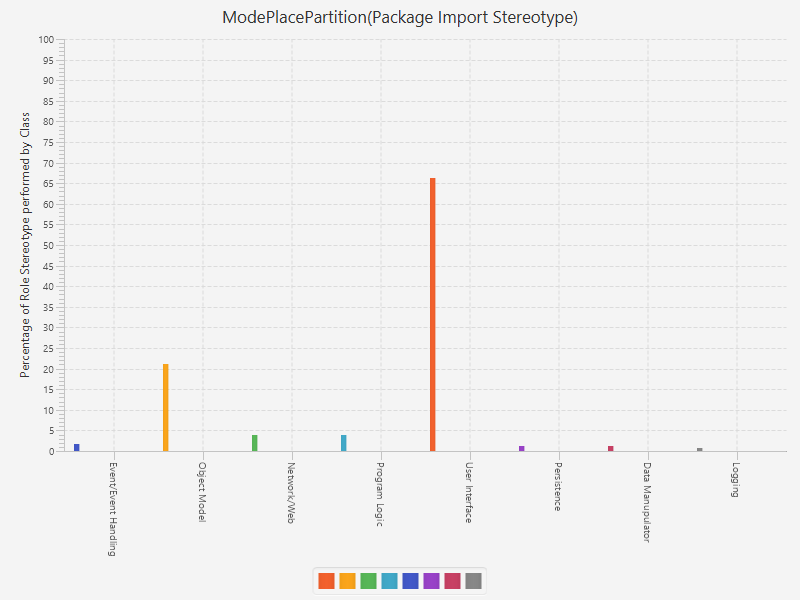 ModePlacePartition(Package Import Stereotype)
Percentage of Role Stereotype performed by Class
100
95
90
85
80
75
70
65
60
55
50
45
40
35
30
25
20
15
10
5
0
Event/Event Handling
Object Model
Network/Web
Program Logic
User Interface
Persistence
Data Manupulator
Logging